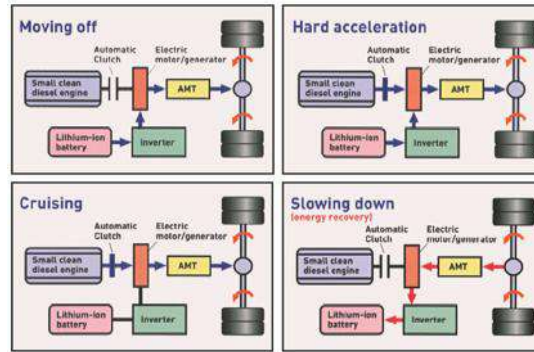 Moving off
Automatic
Clutch
Electric
motor/generator
Small clean
diesel engine
AMT
Lithium-ion
battery
Inverter
Hard acceleration
Automatic
Clutch
Electric
motor/generator
Small clean
diesel engine
AMT
Lithium-ion
battery
Inverter
Cruising
Automatic
Clutch
Electric
motor/generator
Small clean
diesel engine
AMT
Lithium-ion
battery
Inverter
Slowing down
(energy recovery)
Automatic
Clutch
Electric
motor/generator
Small clean
diesel engine
AMT
Lithium-ion
battery
Inverter